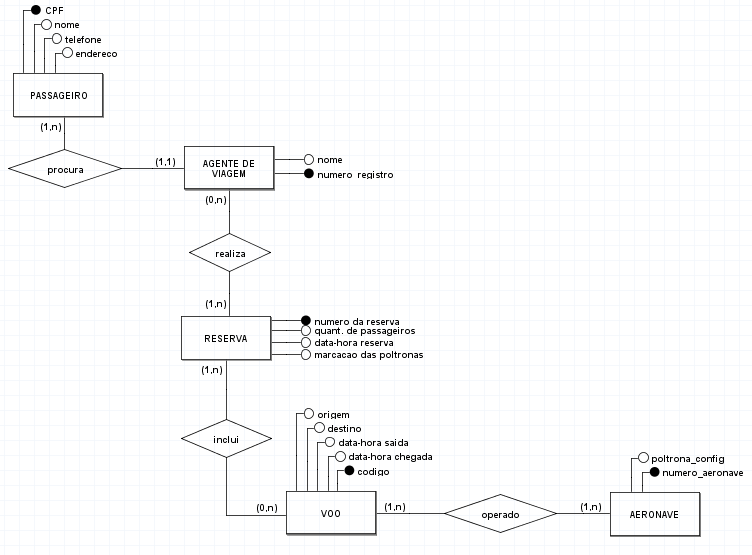 CPF
nome
telefone
endereco
PASSAGEIRO
(1,n)
procura
(1,1)
AGENTE DE
VIAGEM
nome
numero_registro
(0,n)
realiza
(1,n)
RESERVA
numero da reserva
quant. de passageiros
data-hora reserva
marcacao das poltronas
(1,n)
inclui
origem
destino
data-hora saida
data-hora chegada
codigo
(0,n)
VOO
(1,n)
operado
(1,n)
poltrona_config
numero_aeronave
AERONAVE